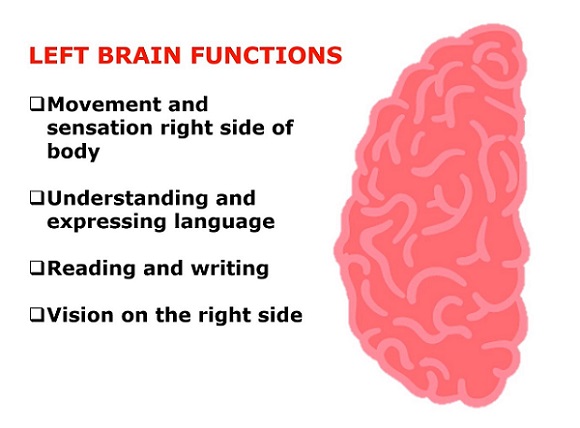 LEFT BRAIN FUNCTIONS
❑Movement and
sensation right side of
body
❑Understanding and
expressing language
❑Reading and writing
❑Vision on the right side